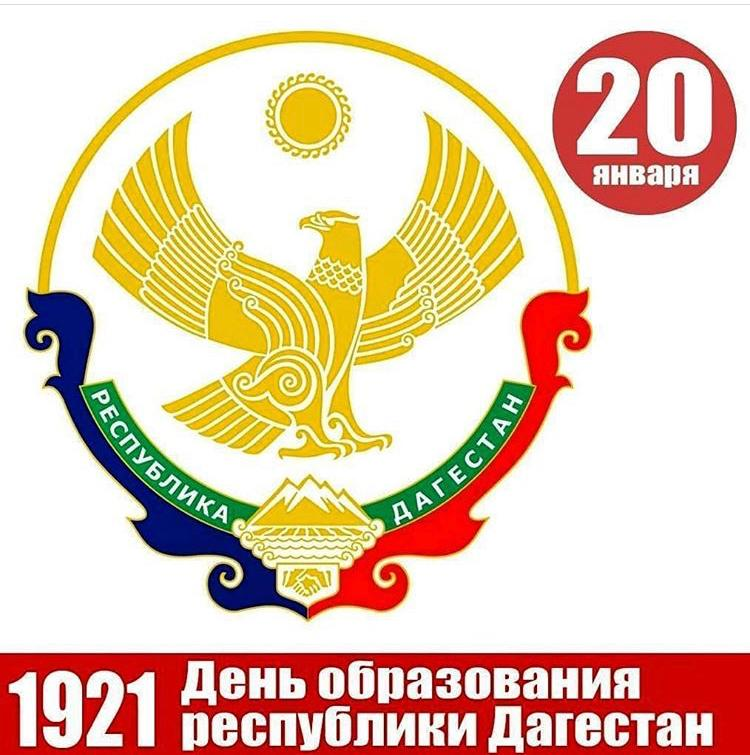 20
января
РЕСПУБЛИКА ДАГЕСТАН
1921 День образования
республики Дагестан